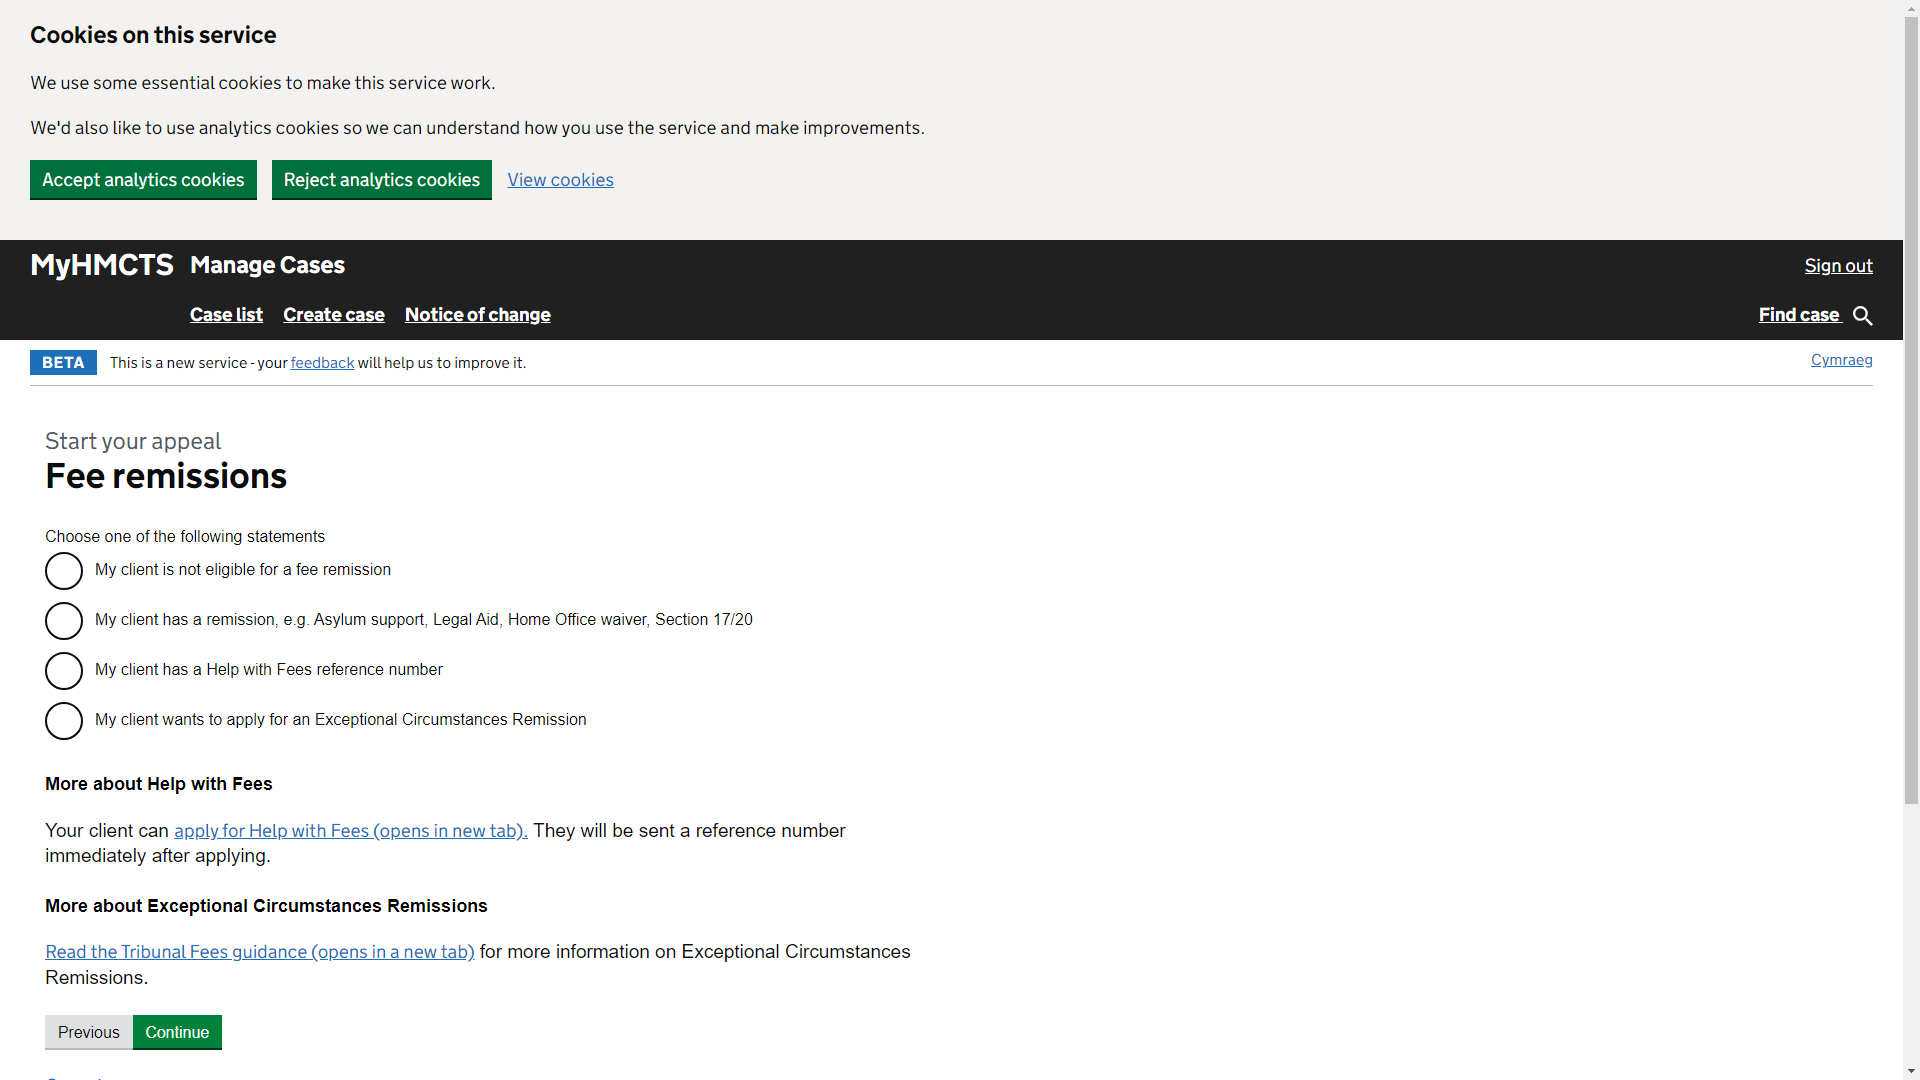 Cookies on this service
We use some essential cookies to make this service work.
We'd also like to use analytics cookies so we can understand how you use the service and make improvements.
Accept analytics cookies Reject analytics cookies View cookies
MyHMCTS Manage Cases Sign out
Case list Create case Notice of change Find case
BETA This is a new service - your feedback will help us to improve it. Cymraeg
Start your appeal
Fee remissions
Choose one of the following statements
My client is not eligible for a fee remission
My client has a remission, e.g. Asylum support, Legal Aid, Home Office waiver, Section 17/20
My client has a Help with Fees reference number
My client wants to apply for an Exceptional Circumstances Remission
More about Help with Fees
Your client can apply for Help with Fees (opens in new tab). They will be sent a reference number
immediately after applying.
More about Exceptional Circumstances Remissions
Read the Tribunal Fees guidance (opens in a new tab) for more information on Exceptional Circumstances
Remissions.
Previous Continue